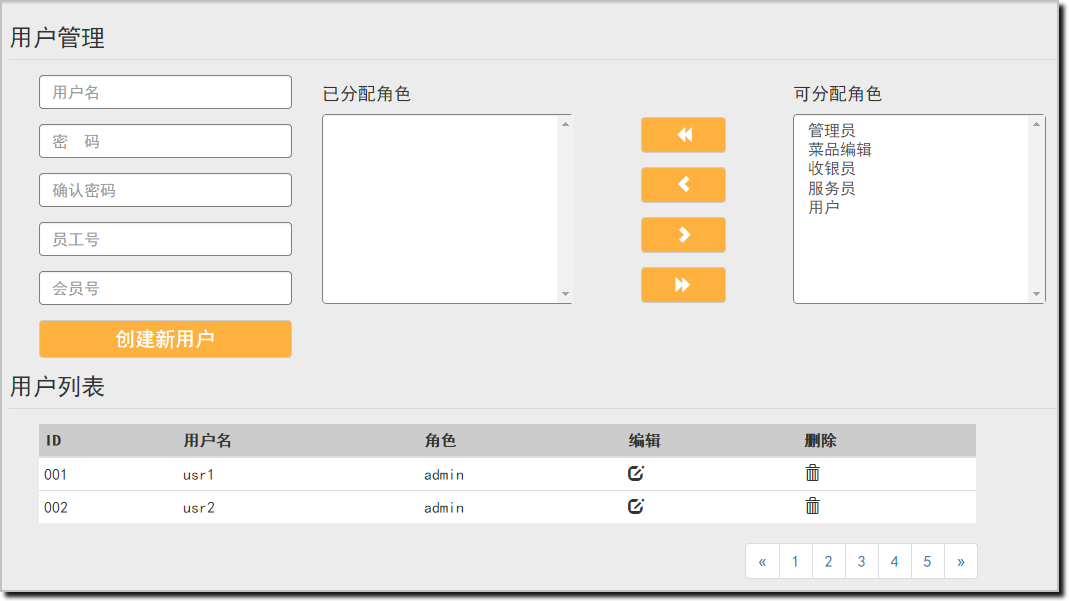 用户管理
用户名
密 码
确认密码
员工号
会员号
创建新用户
已分配角色
可分配角色
管理员
菜品编辑
收银员
服务员
用户
用户列表
ID 用户名 角色 编辑 删除
001 usr1 admin
002 usr2 admin
« 1 2 3 4 5 »